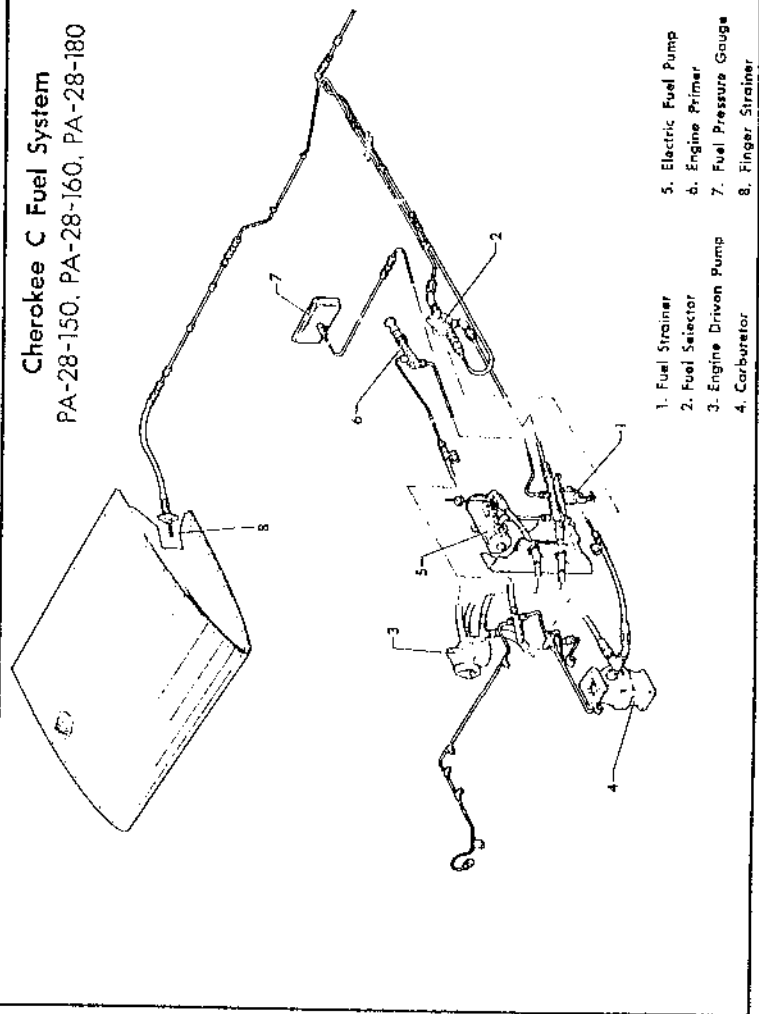 Cherokee C Fuel System
PA-28-150, PA-28-160, PA-28-180
7
2
6
8
5
1
3
4
1. Fuel Strainer
2. Fuel Selector
3. Engine Driven Pump
4. Carburetor
5. Electric Fuel Pump
6. Engine Primer
7. Fuel Pressure Gauge
8. Finger Strainer